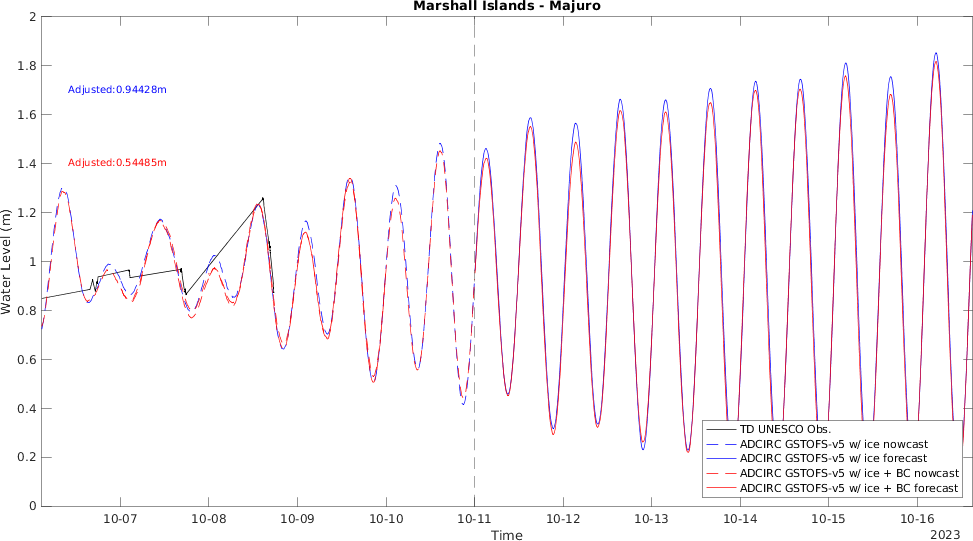 Marshall Islands - Majuro
2
1.8
1.6
1.4
1.2
1
0.8
0.6
0.4
0.2
0
Water Level (m)
Adjusted:0.94428m
Adjusted:0.54485m
TD UNESCO Obs.
ADCIRC GSTOFS-v5 w/ ice nowcast
ADCIRC GSTOFS-v5 w/ ice forecast
ADCIRC GSTOFS-v5 w/ ice + BC nowcast
ADCIRC GSTOFS-v5 w/ ice + BC forecast
10-07 10-08 10-09 10-10 10-11 10-12 10-13 10-14 10-15 10-16
Time
2023